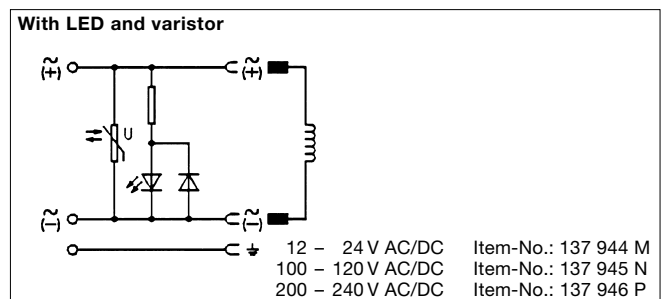 With LED and varistor
~
(+)
~
(+)
U
~
(−)
~
(−)
12 – 24 V AC/DC Item-No.: 137 944 M
100 – 120 V AC/DC Item-No.: 137 945 N
200 – 240 V AC/DC Item-No.: 137 946 P